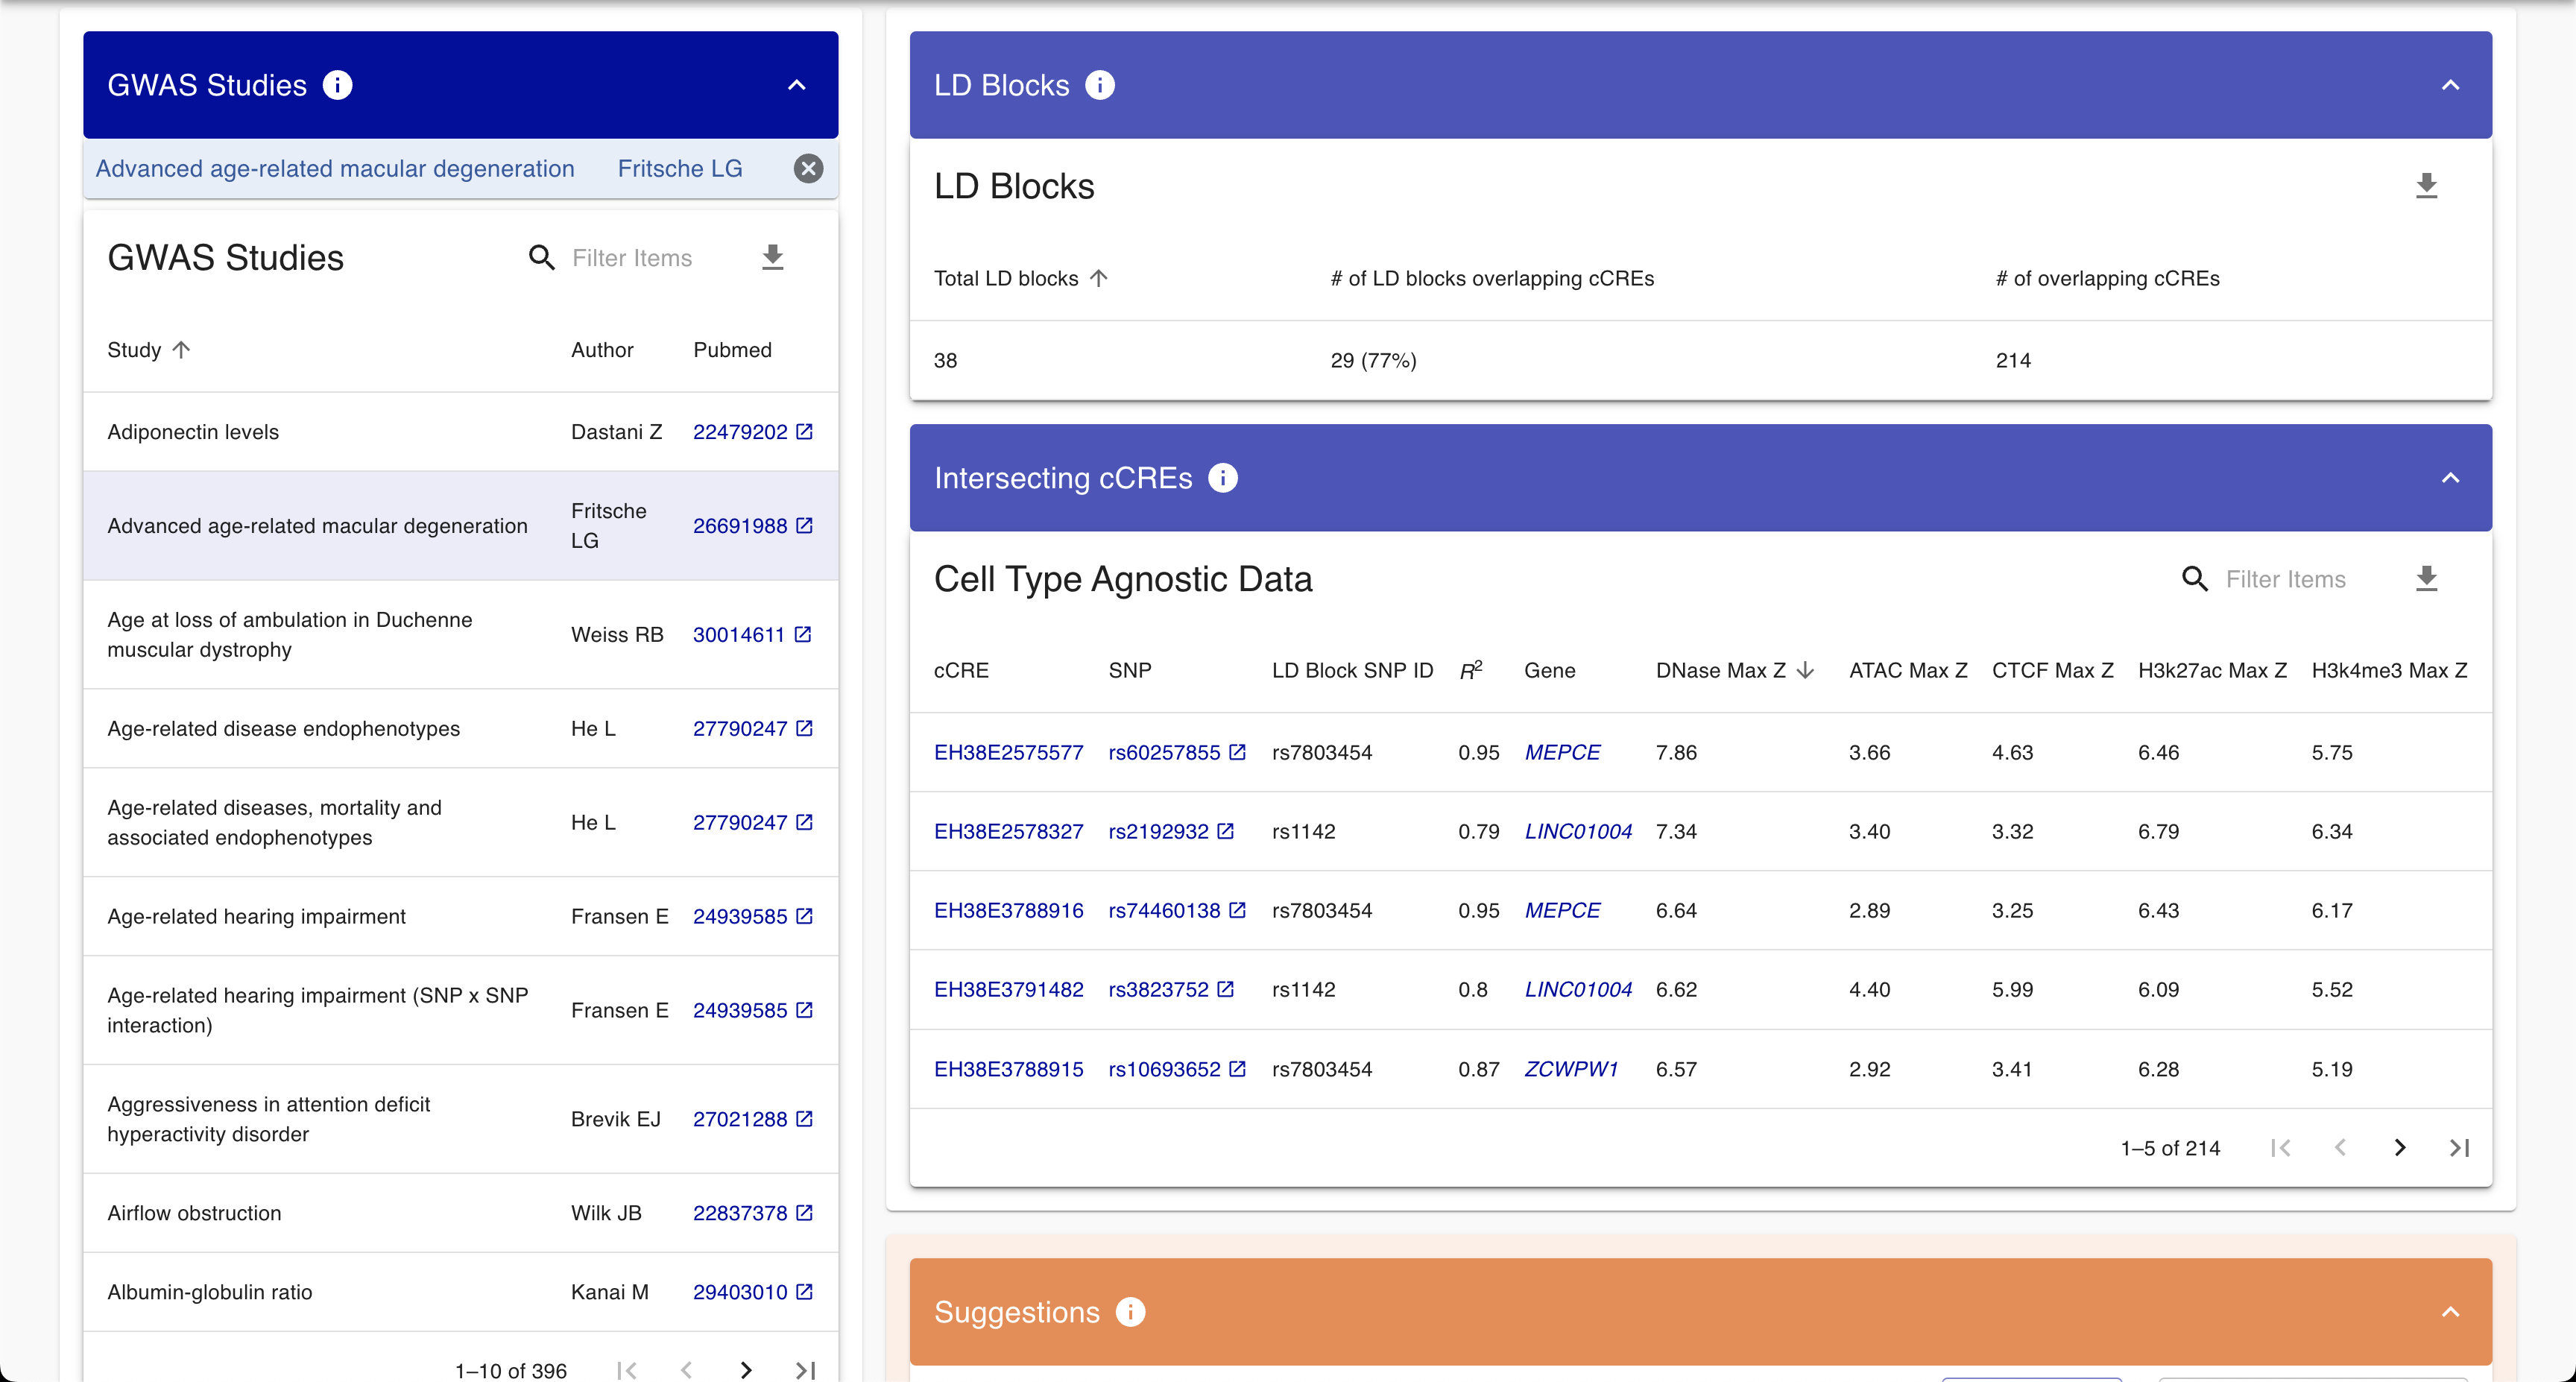 GWAS Studies
Advanced age-related macular degeneration Fritsche LG
GWAS Studies
Filter Items
Study Author Pubmed
Adiponectin levels Dastani Z 22479202
Advanced age-related macular degeneration Fritsche LG 26691988
Age at loss of ambulation in Duchenne
muscular dystrophy Weiss RB 30014611
Age-related disease endophenotypes He L 27790247
Age-related diseases, mortality and
associated endophenotypes He L 27790247
Age-related hearing impairment Fransen E 24939585
Age-related hearing impairment (SNP x SNP
interaction) Fransen E 24939585
Aggressiveness in attention deficit
hyperactivity disorder Brevik EJ 27021288
Airflow obstruction Wilk JB 22837378
Albumin-globulin ratio Kanai M 29403010
1–10 of 396
LD Blocks
LD Blocks
Total LD blocks # of LD blocks overlapping cCREs # of overlapping cCREs
38 29 (77%) 214
Intersecting cCREs
Cell Type Agnostic Data
Filter Items
cCRE SNP LD Block SNP ID R² Gene DNase Max Z ATAC Max Z CTCF Max Z H3k27ac Max Z H3k4me3 Max Z
EH38E2575577 rs60257855 rs7803454 0.95 MEPCE 7.86 3.66 4.63 6.46 5.75
EH38E2578327 rs2192932 rs1142 0.79 LINC01004 7.34 3.40 3.32 6.79 6.34
EH38E3788916 rs74460138 rs7803454 0.95 MEPCE 6.64 2.89 3.25 6.43 6.17
EH38E3791482 rs3823752 rs1142 0.8 LINC01004 6.62 4.40 5.99 6.09 5.52
EH38E3788915 rs10693652 rs7803454 0.87 ZCWPW1 6.57 2.92 3.41 6.28 5.19
1–5 of 214
Suggestions